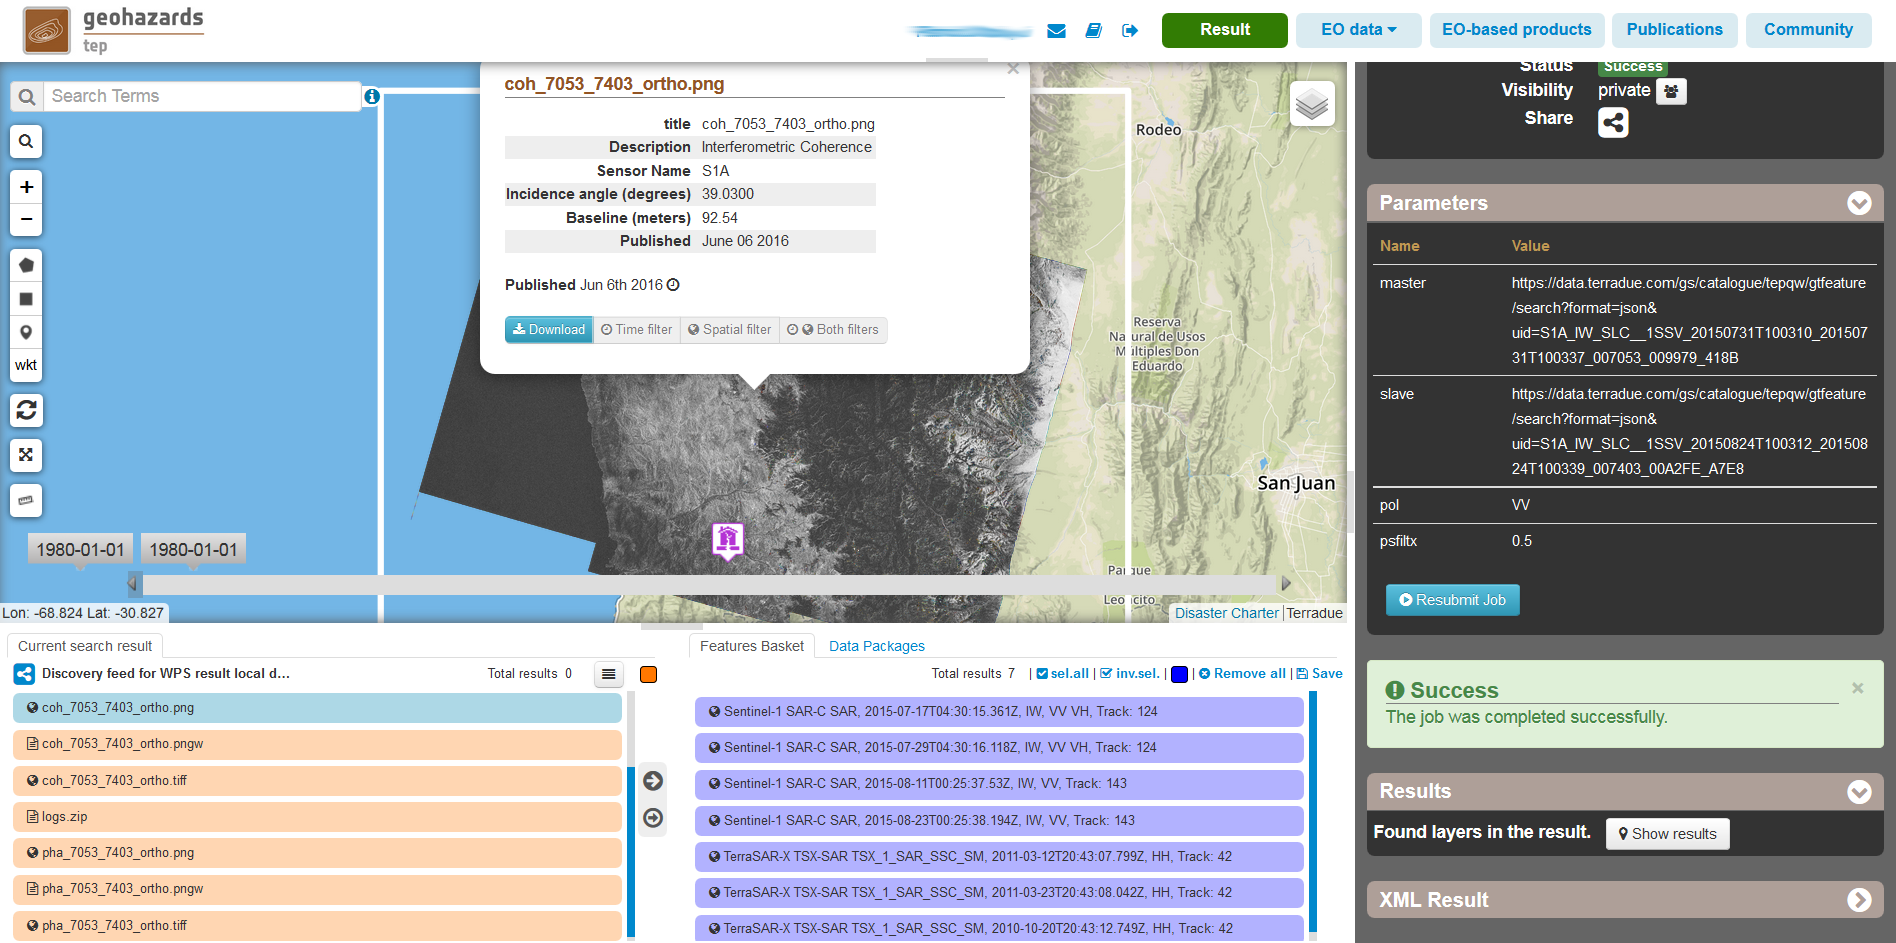 geohazards
tep
Result
EO data
EO-based products
Publications
Community
Search Terms
wkt
1980-01-01
1980-01-01
Lon: -68.824 Lat: -30.827
coh_7053_7403_ortho.png
×
title coh_7053_7403_ortho.png
Description Interferometric Coherence
Sensor Name S1A
Incidence angle (degrees) 39.0300
Baseline (meters) 92.54
Published June 06 2016
Published Jun 6th 2016
Download
Time filter
Spatial filter
Both filters
Rodeo
Reserva
Natural de Usos
Múltiples Don
Eduardo
San Juan
Parque
Leoncito
Disaster Charter | Terradue
Status Success
Visibility private
Share
Parameters
Name Value
master https://data.terradue.com/gs/catalogue/tepqw/gtfeature
/search?format=json&
uid=S1A_IW_SLC__1SSV_20150731T100310_201507
31T100337_007053_009979_418B
slave https://data.terradue.com/gs/catalogue/tepqw/gtfeature
/search?format=json&
uid=S1A_IW_SLC__1SSV_20150824T100312_201508
24T100339_007403_00A2FE_A7E8
pol VV
psfiltx 0.5
Resubmit Job
Success
×
The job was completed successfully.
Results
Found layers in the result. Show results
XML Result
Current search result
Discovery feed for WPS result local d... Total results 0
coh_7053_7403_ortho.png
coh_7053_7403_ortho.pngw
coh_7053_7403_ortho.tiff
logs.zip
pha_7053_7403_ortho.png
pha_7053_7403_ortho.pngw
pha_7053_7403_ortho.tiff
Features Basket
Data Packages
Total results 7 | sel.all | inv.sel. | | Remove all | Save
Sentinel-1 SAR-C SAR, 2015-07-17T04:30:15.361Z, IW, VV VH, Track: 124
Sentinel-1 SAR-C SAR, 2015-07-29T04:30:16.118Z, IW, VV VH, Track: 124
Sentinel-1 SAR-C SAR, 2015-08-11T00:25:37.53Z, IW, VV, Track: 143
Sentinel-1 SAR-C SAR, 2015-08-23T00:25:38.194Z, IW, VV, Track: 143
TerraSAR-X TSX-SAR TSX_1_SAR_SSC_SM, 2011-03-12T20:43:07.799Z, HH, Track: 42
TerraSAR-X TSX-SAR TSX_1_SAR_SSC_SM, 2011-03-23T20:43:08.042Z, HH, Track: 42
TerraSAR-X TSX-SAR TSX_1_SAR_SSC_SM, 2010-10-20T20:43:12.749Z, HH, Track: 42